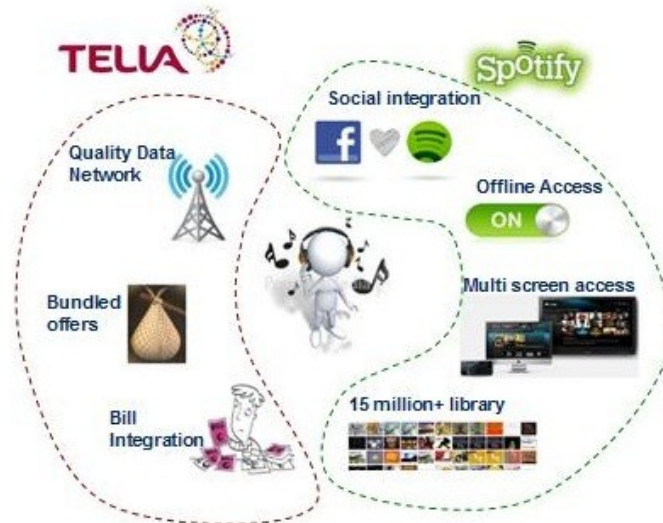 TELIA
Spotify
Social integration
Quality Data
Network
Offline Access
ON
Bundled
offers
Multi screen access
Bill
Integration
15 million+ library